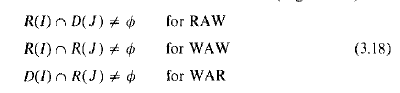 R(I) ∩ D(J) ≠ ϕ for RAW
R(I) ∩ R(J) ≠ ϕ for WAW (3.18)
D(I) ∩ R(J) ≠ ϕ for WAR